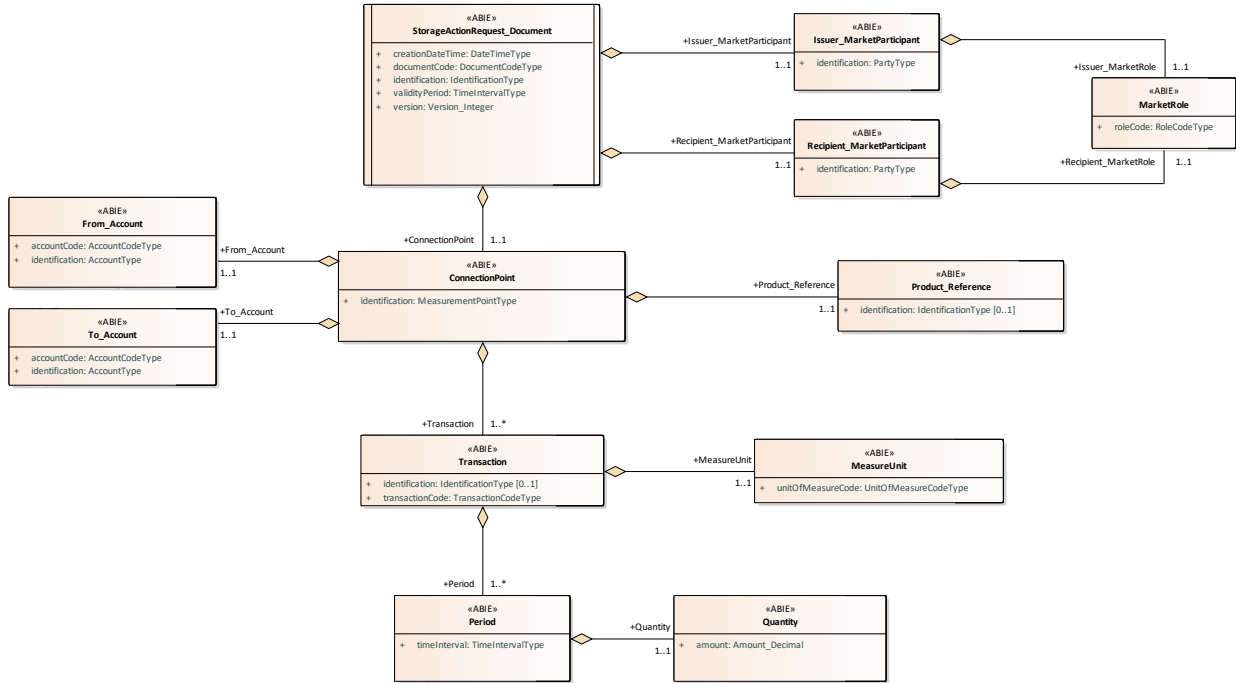 «ABIE»
StorageActionRequest_Document
+ creationDateTime: DateTimeType
+ documentCode: DocumentCodeType
+ identification: IdentificationType
+ validityPeriod: TimeIntervalType
+ version: Version_Integer
+Issuer_MarketParticipant
1..1
«ABIE»
Issuer_MarketParticipant
+ identification: PartyType
+Issuer_MarketRole 1..1
«ABIE»
MarketRole
+ roleCode: RoleCodeType
+Recipient_MarketRole 1..1
+Recipient_MarketParticipant
1..1
«ABIE»
Recipient_MarketParticipant
+ identification: PartyType
+ConnectionPoint 1..1
«ABIE»
From_Account
+ accountCode: AccountCodeType
+ identification: AccountType
+From_Account
1..1
«ABIE»
ConnectionPoint
+ identification: MeasurementPointType
+Product_Reference
1..1
«ABIE»
Product_Reference
+ identification: IdentificationType [0..1]
+To_Account
1..1
«ABIE»
To_Account
+ accountCode: AccountCodeType
+ identification: AccountType
+Transaction 1..*
«ABIE»
Transaction
+ identification: IdentificationType [0..1]
+ transactionCode: TransactionCodeType
+MeasureUnit
1..1
«ABIE»
MeasureUnit
+ unitOfMeasureCode: UnitOfMeasureCodeType
+Period 1..*
«ABIE»
Period
+ timeInterval: TimeIntervalType
+Quantity
1..1
«ABIE»
Quantity
+ amount: Amount_Decimal